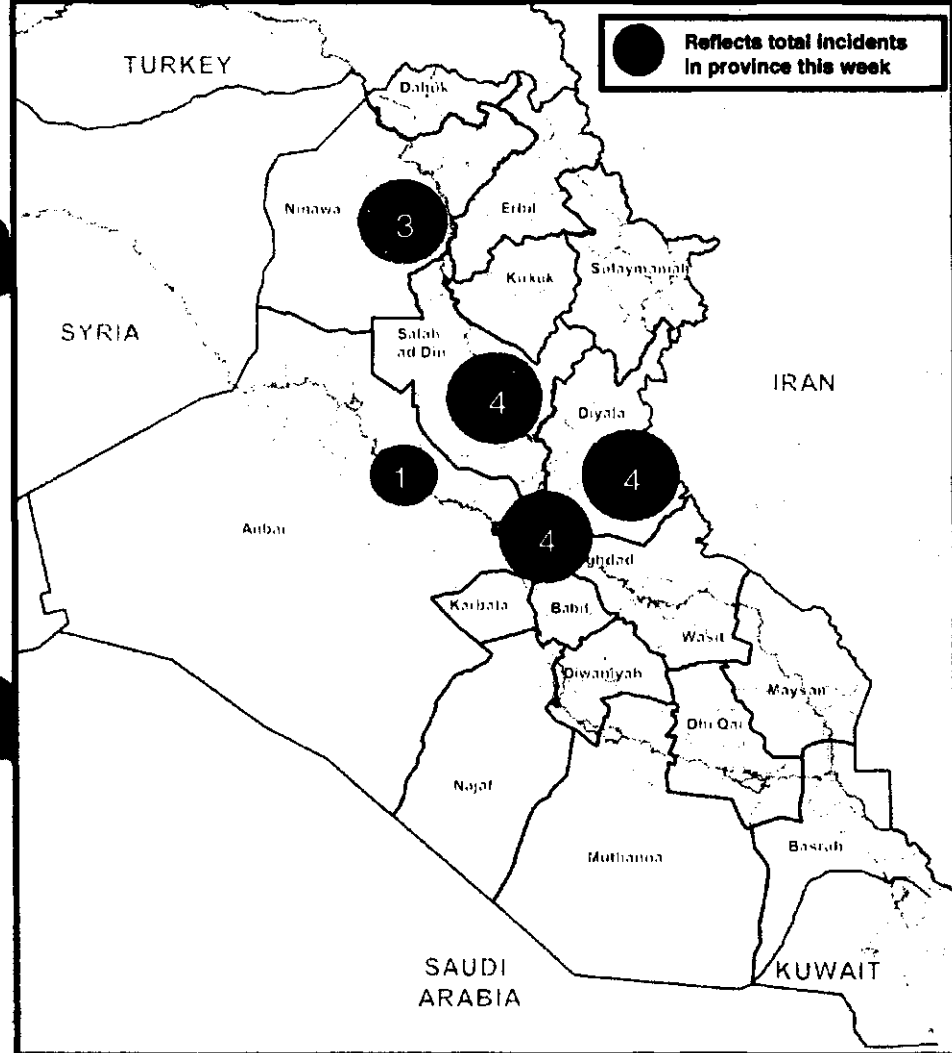 Reflects total incidents
in province this week
TURKEY
Dahuk
Ninawa
3
Erbil
Kirkuk
Sulaymaniah
SYRIA
Salah
ad Din
4
IRAN
Diyala
4
1
Anbar
4
ghdad
Karbala
Babil
Wasit
Diwaniyah
Maysan
Dhi Qar
Najaf
Muthanna
Basrah
SAUDI
ARABIA
KUWAIT